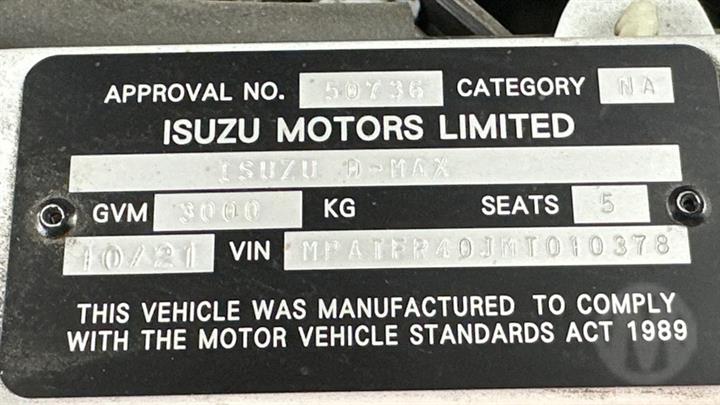 APPROVAL NO. 50736 CATEGORY NA
ISUZU MOTORS LIMITED
ISUZU D-MAX
GVM 3000 KG SEATS 5
10/21 VIN MPATFR40JMT010378
THIS VEHICLE WAS MANUFACTURED TO COMPLY
WITH THE MOTOR VEHICLE STANDARDS ACT 1989